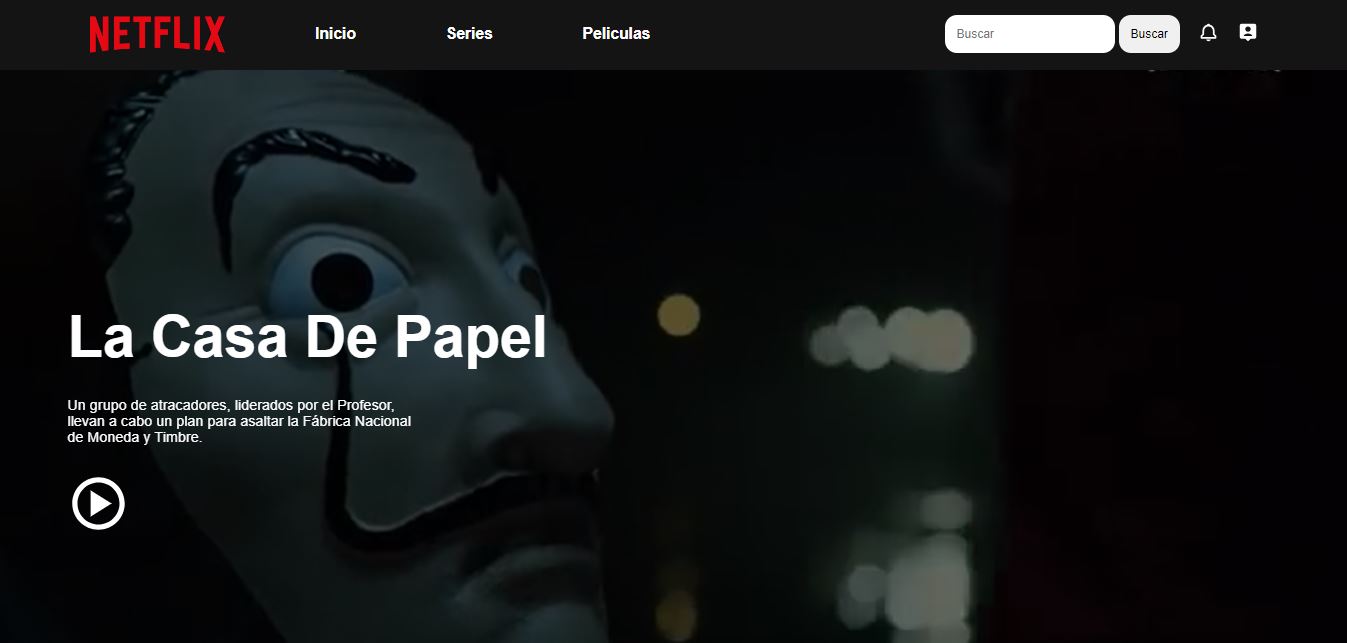 NETFLIX
Inicio
Series
Peliculas
Buscar
Buscar
La Casa De Papel
Un grupo de atracadores, liderados por el Profesor,
llevan a cabo un plan para asaltar la Fábrica Nacional
de Moneda y Timbre.